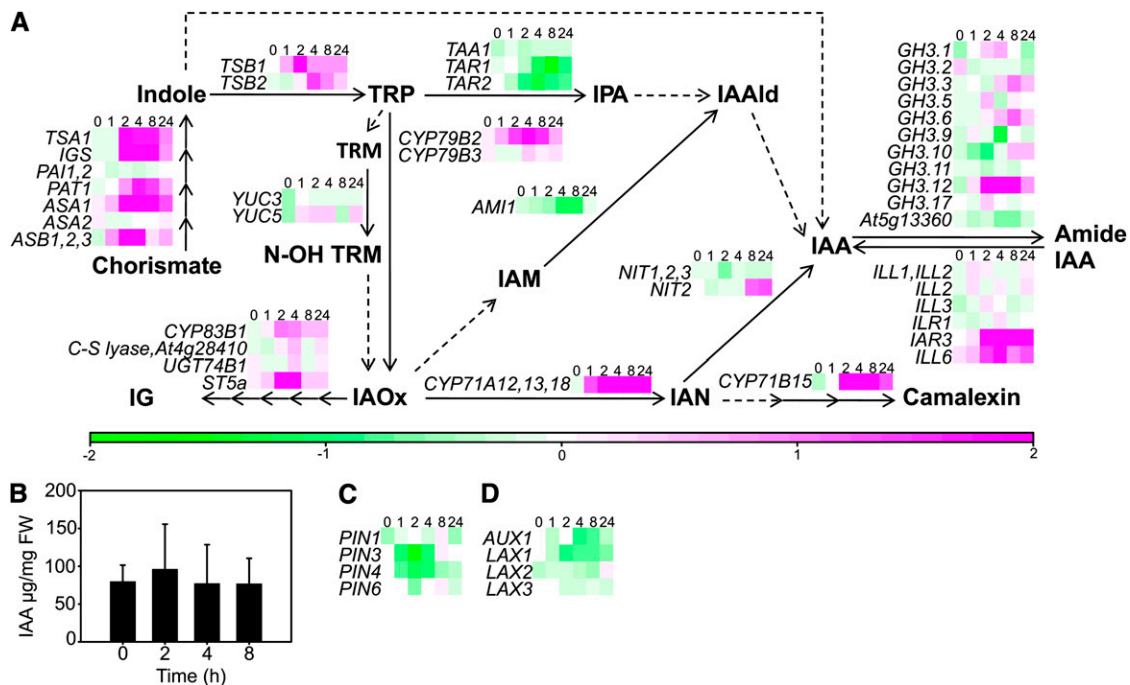 A
0 1 2 4 8 24
TSB1
TSB2
0 1 2 4 8 24
TAA1
TAR1
TAR2
0 1 2 4 8 24
GH3.1
GH3.2
GH3.3
GH3.5
GH3.6
GH3.9
GH3.10
GH3.11
GH3.12
GH3.17
At5g13360
Indole
TRP
IPA
IAAld
0 1 2 4 8 24
TSA1
IGS
PAI1,2
PAT1
ASA1
ASA2
ASB1,2,3
Chorismate
TRM
0 1 2 4 8 24
CYP79B2
CYP79B3
0 1 2 4 8 24
YUC3
YUC5
N-OH TRM
0 1 2 4 8 24
AMI1
IAM
IAA
Amide
IAA
0 1 2 4 8 24
NIT1,2,3
NIT2
0 1 2 4 8 24
ILL1,ILL2
ILL2
ILL3
ILR1
IAR3
ILL6
0 1 2 4 8 24
CYP83B1
C-S lyase,At4g28410
UGT74B1
ST5a
0 1 2 4 8 24
CYP71A12,13,18
0 1 2 4 8 24
CYP71B15
IG
IAOx
IAN
Camalexin
-2 -1 0 1 2
B
200
150
100
50
0
IAA µg/mg FW
0 2 4 8
Time (h)
C
0 1 2 4 8 24
PIN1
PIN3
PIN4
PIN6
D
0 1 2 4 8 24
AUX1
LAX1
LAX2
LAX3